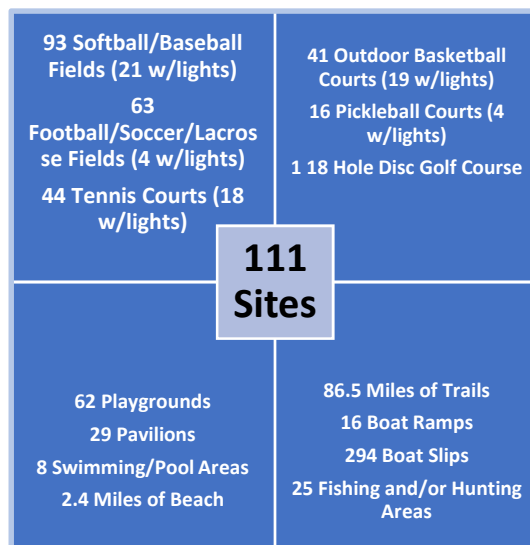 93 Softball/Baseball
Fields (21 w/lights)
63
Football/Soccer/Lacros
se Fields (4 w/lights)
44 Tennis Courts (18
w/lights)
41 Outdoor Basketball
Courts (19 w/lights)
16 Pickleball Courts (4
w/lights)
1 18 Hole Disc Golf Course
111
Sites
62 Playgrounds
29 Pavilions
8 Swimming/Pool Areas
2.4 Miles of Beach
86.5 Miles of Trails
16 Boat Ramps
294 Boat Slips
25 Fishing and/or Hunting
Areas